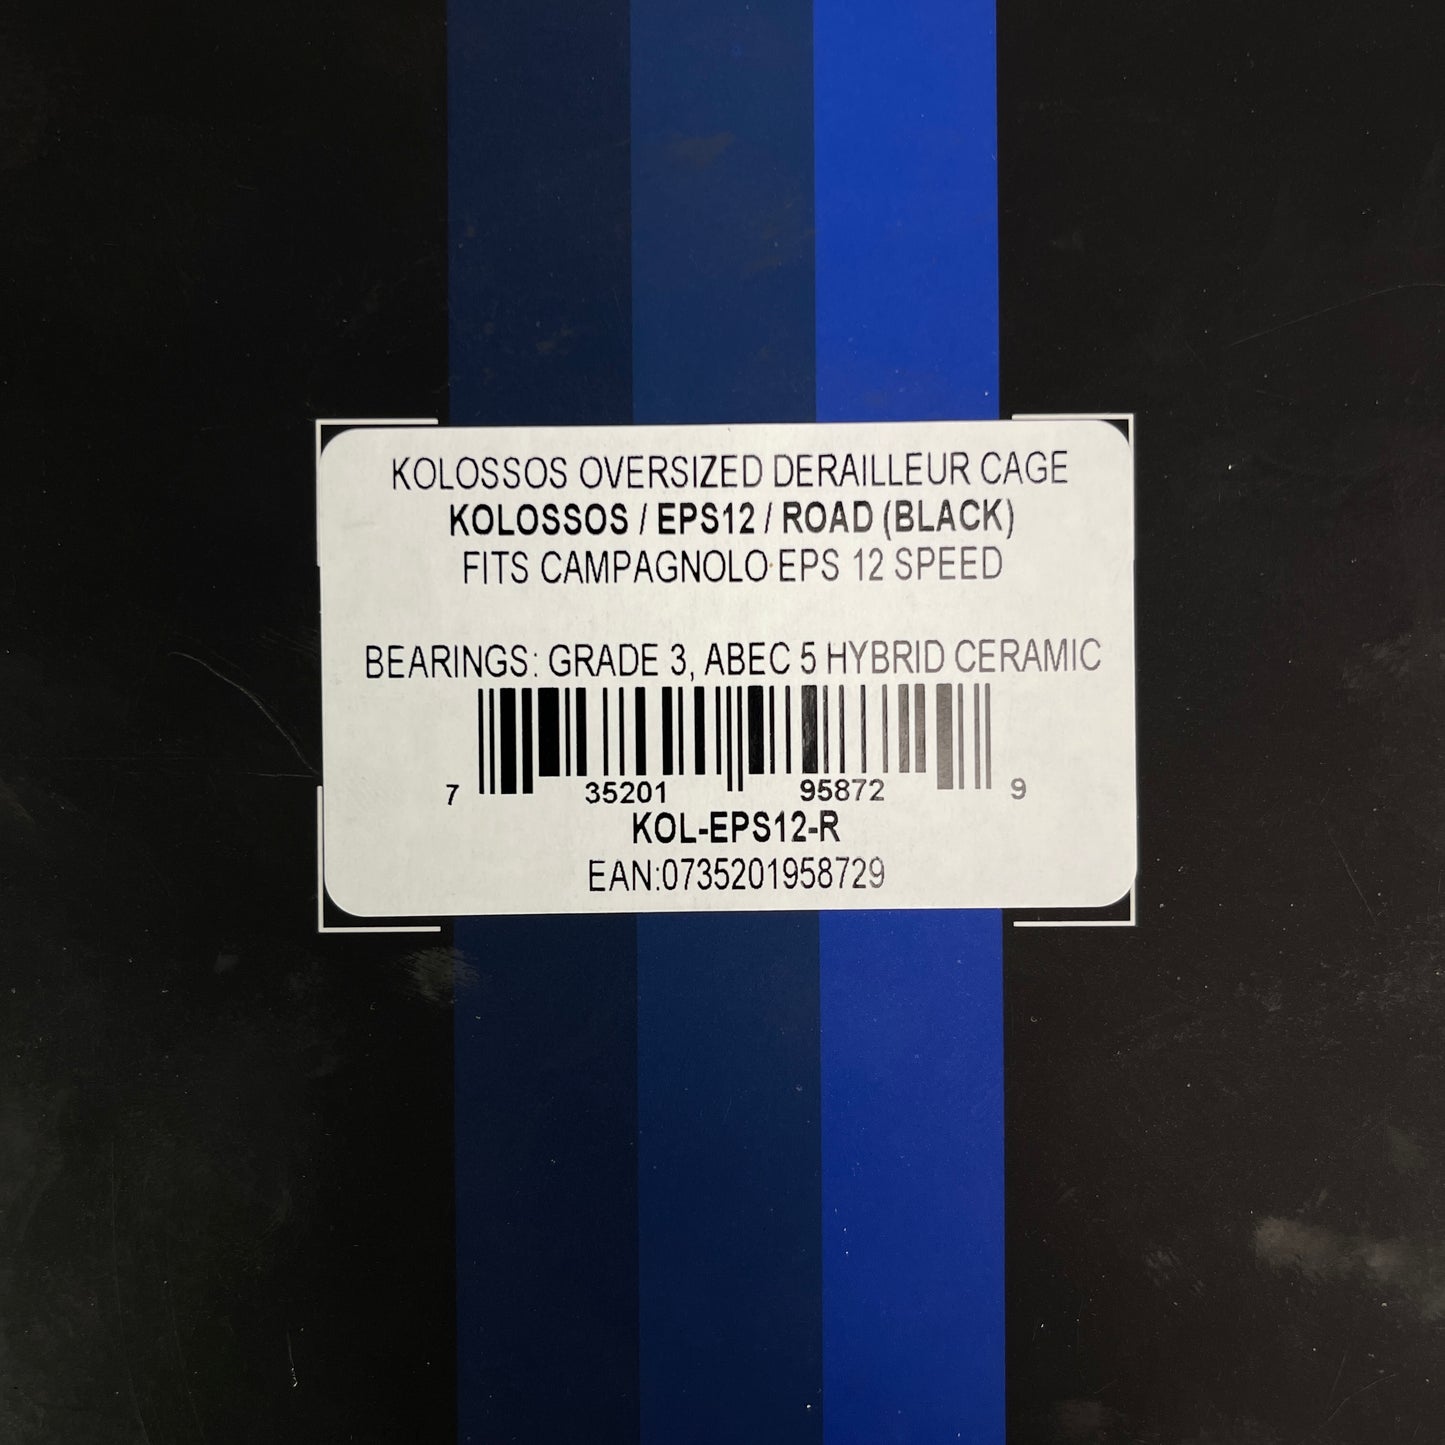 KOLOSSOS OVERSIZED DERAILLEUR CAGE
KOLOSSOS / EPS12 / ROAD (BLACK)
FITS CAMPAGNOLO EPS 12 SPEED
BEARINGS: GRADE 3, ABEC 5 HYBRID CERAMIC
7 35201 95872 9
KOL-EPS12-R
EAN:0735201958729